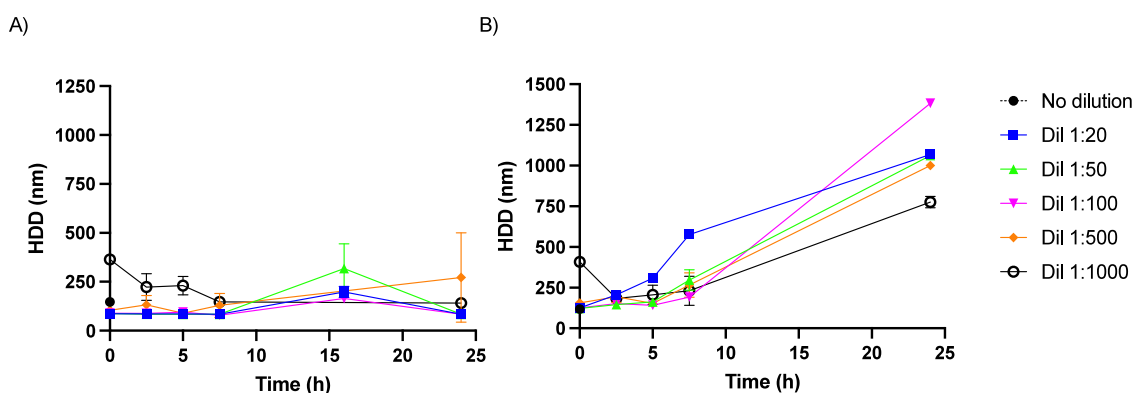 A)
B)
HDD (nm)
1250
1000
750
500
250
0
0 5 10 15 20 25
Time (h)
HDD (nm)
1500
1250
1000
750
500
250
0
0 5 10 15 20 25
Time (h)
No dilution
Dil 1:20
Dil 1:50
Dil 1:100
Dil 1:500
Dil 1:1000